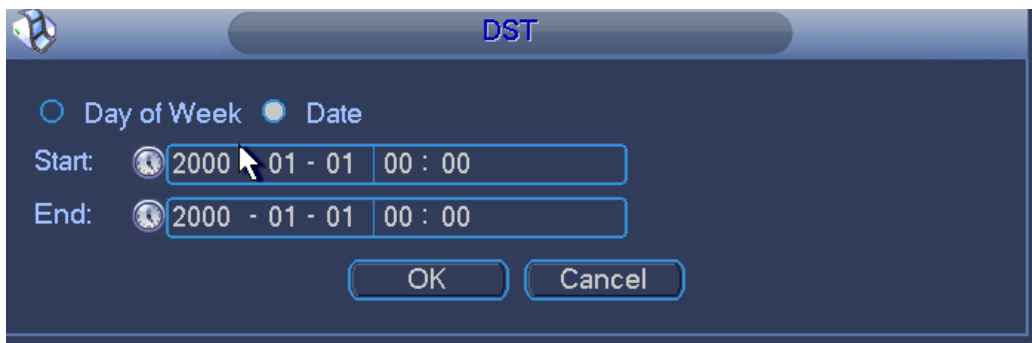 DST
Day of Week Date
Start: 2000 - 01 - 01 00 : 00
End: 2000 - 01 - 01 00 : 00
OK Cancel